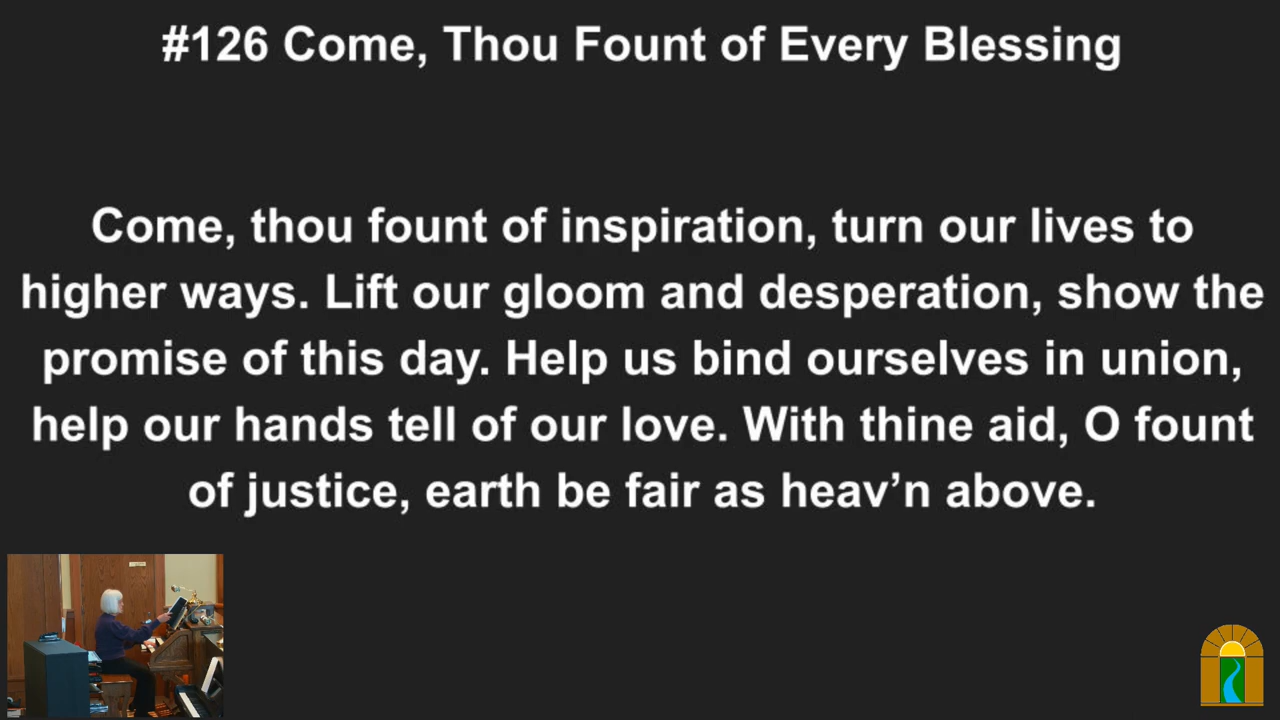 #126 Come, Thou Fount of Every Blessing
Come, thou fount of inspiration, turn our lives to
higher ways. Lift our gloom and desperation, show the
promise of this day. Help us bind ourselves in union,
help our hands tell of our love. With thine aid, O fount
of justice, earth be fair as heav’n above.